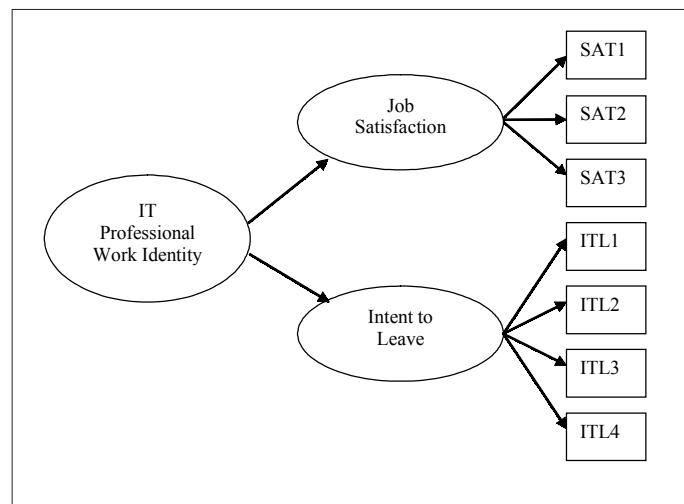 IT
Professional
Work Identity
Job
Satisfaction
Intent to
Leave
SAT1
SAT2
SAT3
ITL1
ITL2
ITL3
ITL4